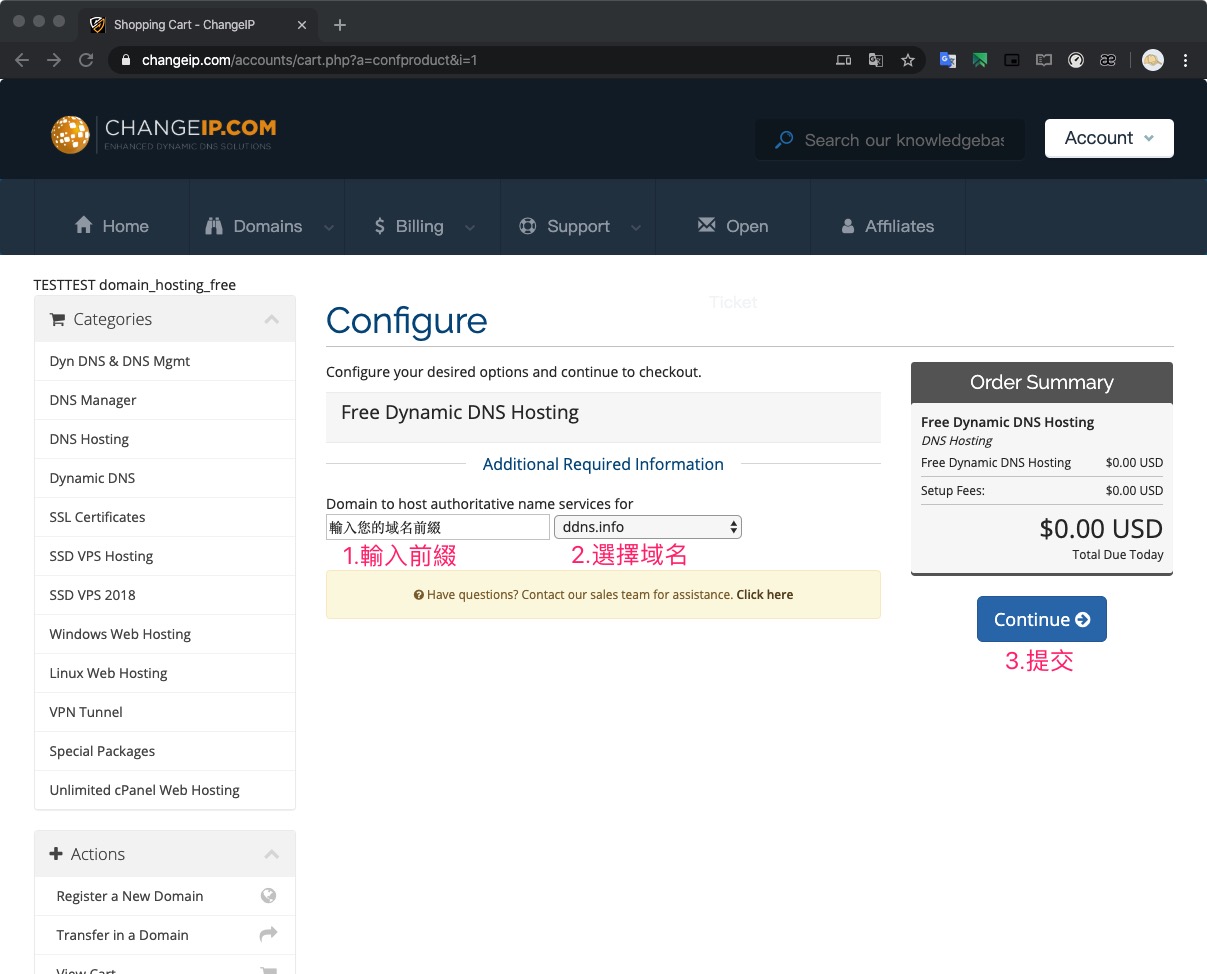 Shopping Cart - ChangeIP
changeip.com/accounts/cart.php?a=confproduct&i=1
CHANGEIP.COM
ENHANCED DYNAMIC DNS SOLUTIONS
Search our knowledgebas
Account
Home
Domains
Billing
Support
Open
Affiliates
Ticket
TESTTEST domain_hosting_free
Categories
Dyn DNS & DNS Mgmt
DNS Manager
DNS Hosting
Dynamic DNS
SSL Certificates
SSD VPS Hosting
SSD VPS 2018
Windows Web Hosting
Linux Web Hosting
VPN Tunnel
Special Packages
Unlimited cPanel Web Hosting
Actions
Register a New Domain
Transfer in a Domain
View Cart
Configure
Configure your desired options and continue to checkout.
Free Dynamic DNS Hosting
Additional Required Information
Domain to host authoritative name services for
輸入您的域名前綴 ddns.info
1.輸入前綴 2.選擇域名
Have questions? Contact our sales team for assistance. Click here
Order Summary
Free Dynamic DNS Hosting
DNS Hosting
Free Dynamic DNS Hosting $0.00 USD
Setup Fees: $0.00 USD
$0.00 USD
Total Due Today
Continue
3.提交